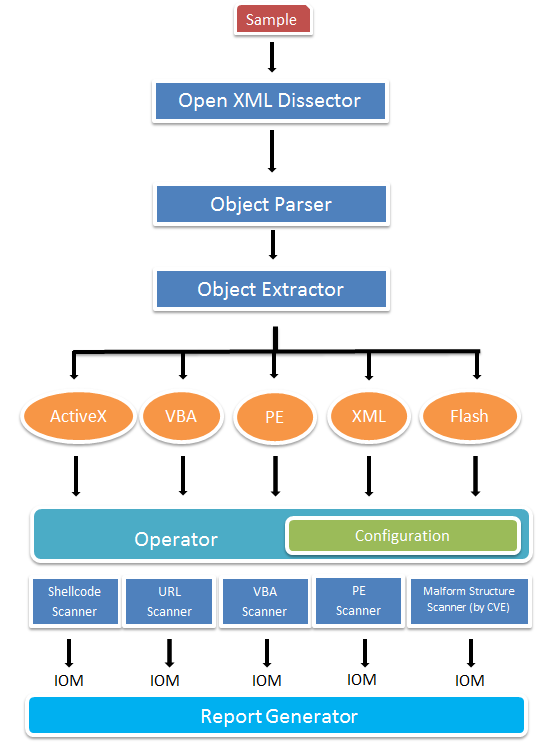 Sample
Open XML Dissector
Object Parser
Object Extractor
ActiveX
VBA
PE
XML
Flash
Operator
Configuration
Shellcode
Scanner
URL
Scanner
VBA
Scanner
PE
Scanner
Malform Structure
Scanner (by CVE)
IOM
IOM
IOM
IOM
IOM
Report Generator